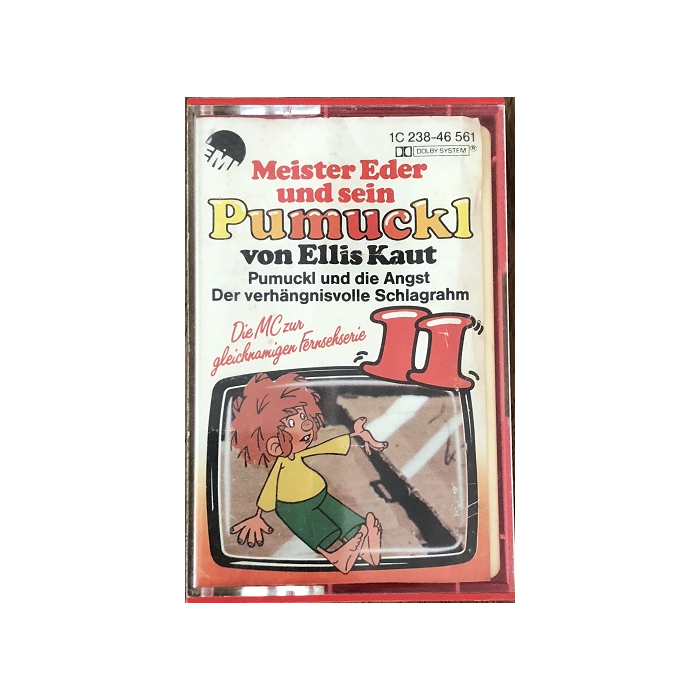 EMI
1C 238-46 561
DOLBY SYSTEM ®
Meister Eder
und sein
Pumuckl
von Ellis Kaut
Pumuckl und die Angst
Der verhängnisvolle Schlagrahm
Die MC zur
gleichnamigen Fernsehserie
11